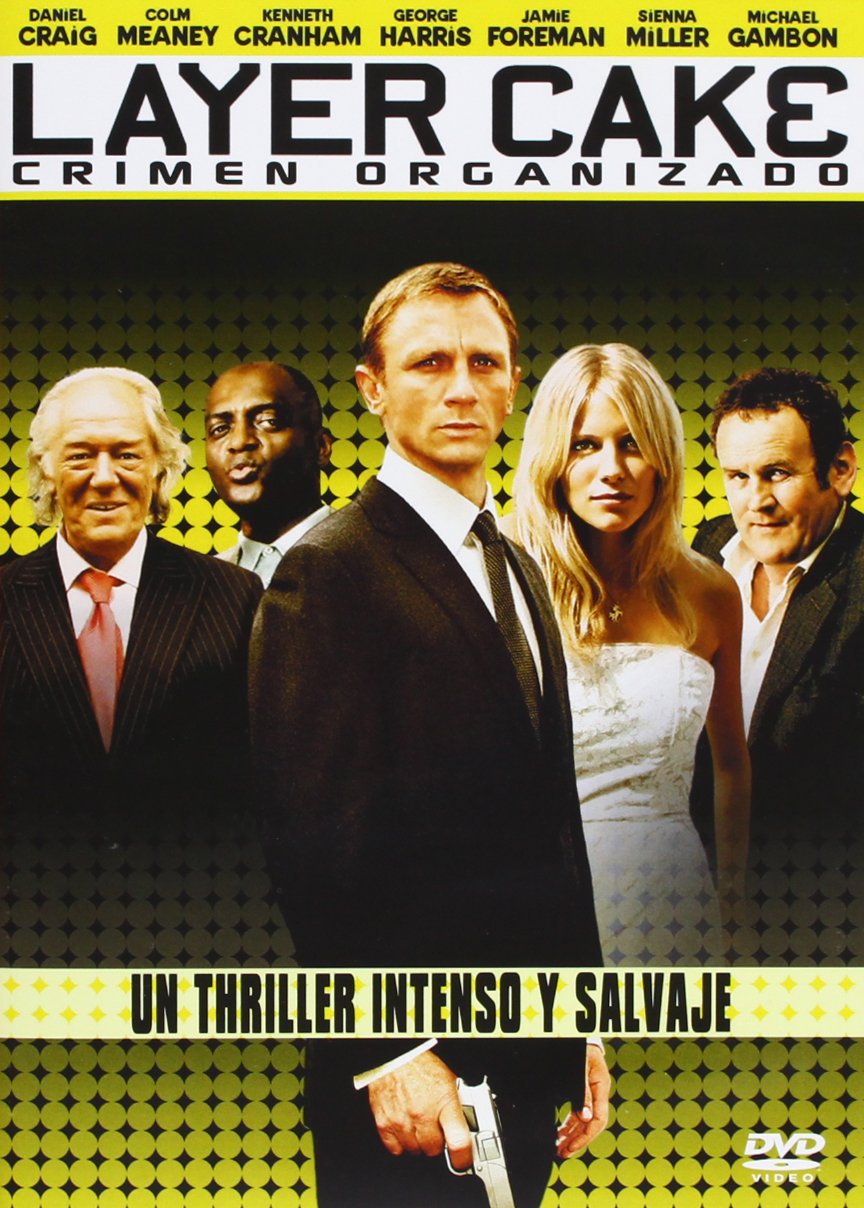 DANIEL CRAIG COLM MEANEY KENNETH CRANHAM GEORGE HARRIS JAMIE FOREMAN SIENNA MILLER MICHAEL GAMBON
LAYER CAKE
CRIMEN ORGANIZADO
UN THRILLER INTENSO Y SALVAJE
DVD
VIDEO